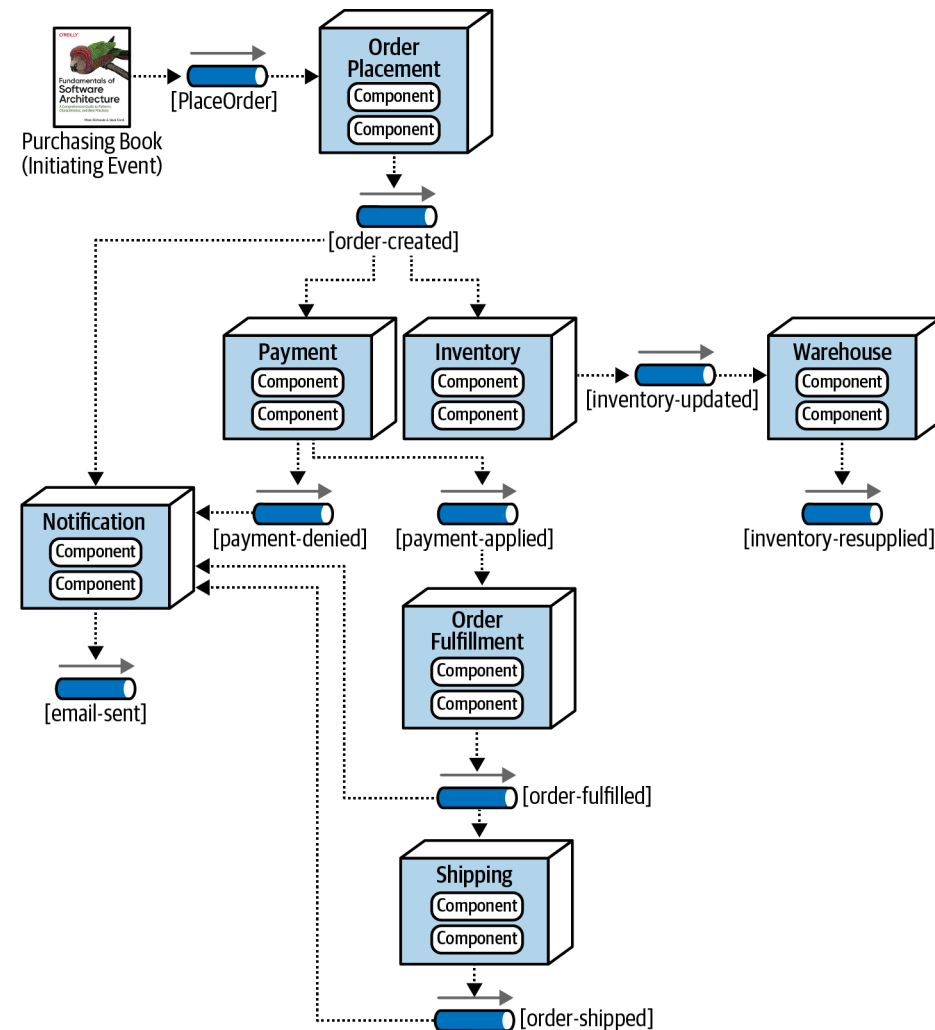 O'REILLY
Fundamentals of
Software
Architecture
Purchasing Book
(Initiating Event)
[PlaceOrder]
Order
Placement
Component
Component
[order-created]
Payment
Component
Component
Inventory
Component
Component
[inventory-updated]
Warehouse
Component
Component
Notification
Component
Component
[payment-denied]
[payment-applied]
[inventory-resupplied]
Order
Fulfillment
Component
Component
[email-sent]
[order-fulfilled]
Shipping
Component
Component
[order-shipped]